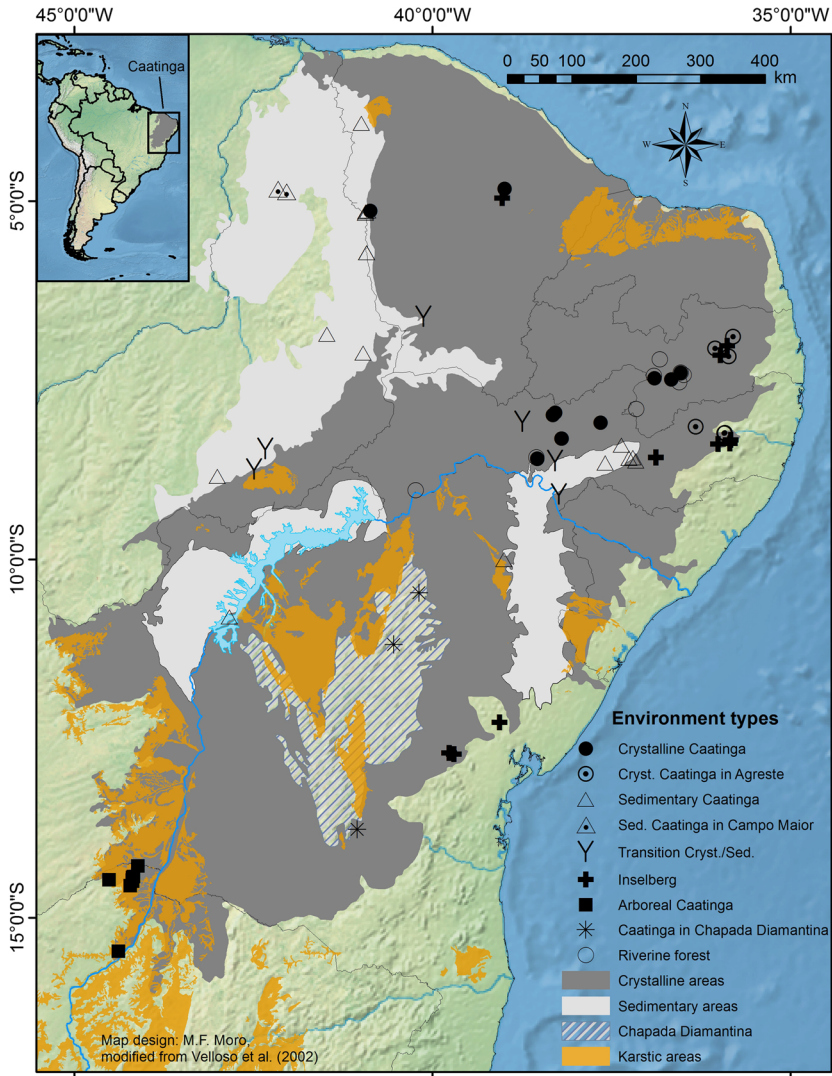 45°0'0"W
40°0'0"W
35°0'0"W
Caatinga
0 50 100 200 300 400
km
N
W E
S
5°0'0"S
10°0'0"S
15°0'0"S
Environment types
Crystalline Caatinga
Cryst. Caatinga in Agreste
Sedimentary Caatinga
Sed. Caatinga in Campo Maior
Transition Cryst./Sed.
Inselberg
Arboreal Caatinga
Caatinga in Chapada Diamantina
Riverine forest
Crystalline areas
Sedimentary areas
Chapada Diamantina
Karstic areas
Map design: M.F. Moro,
modified from Velloso et al. (2002)